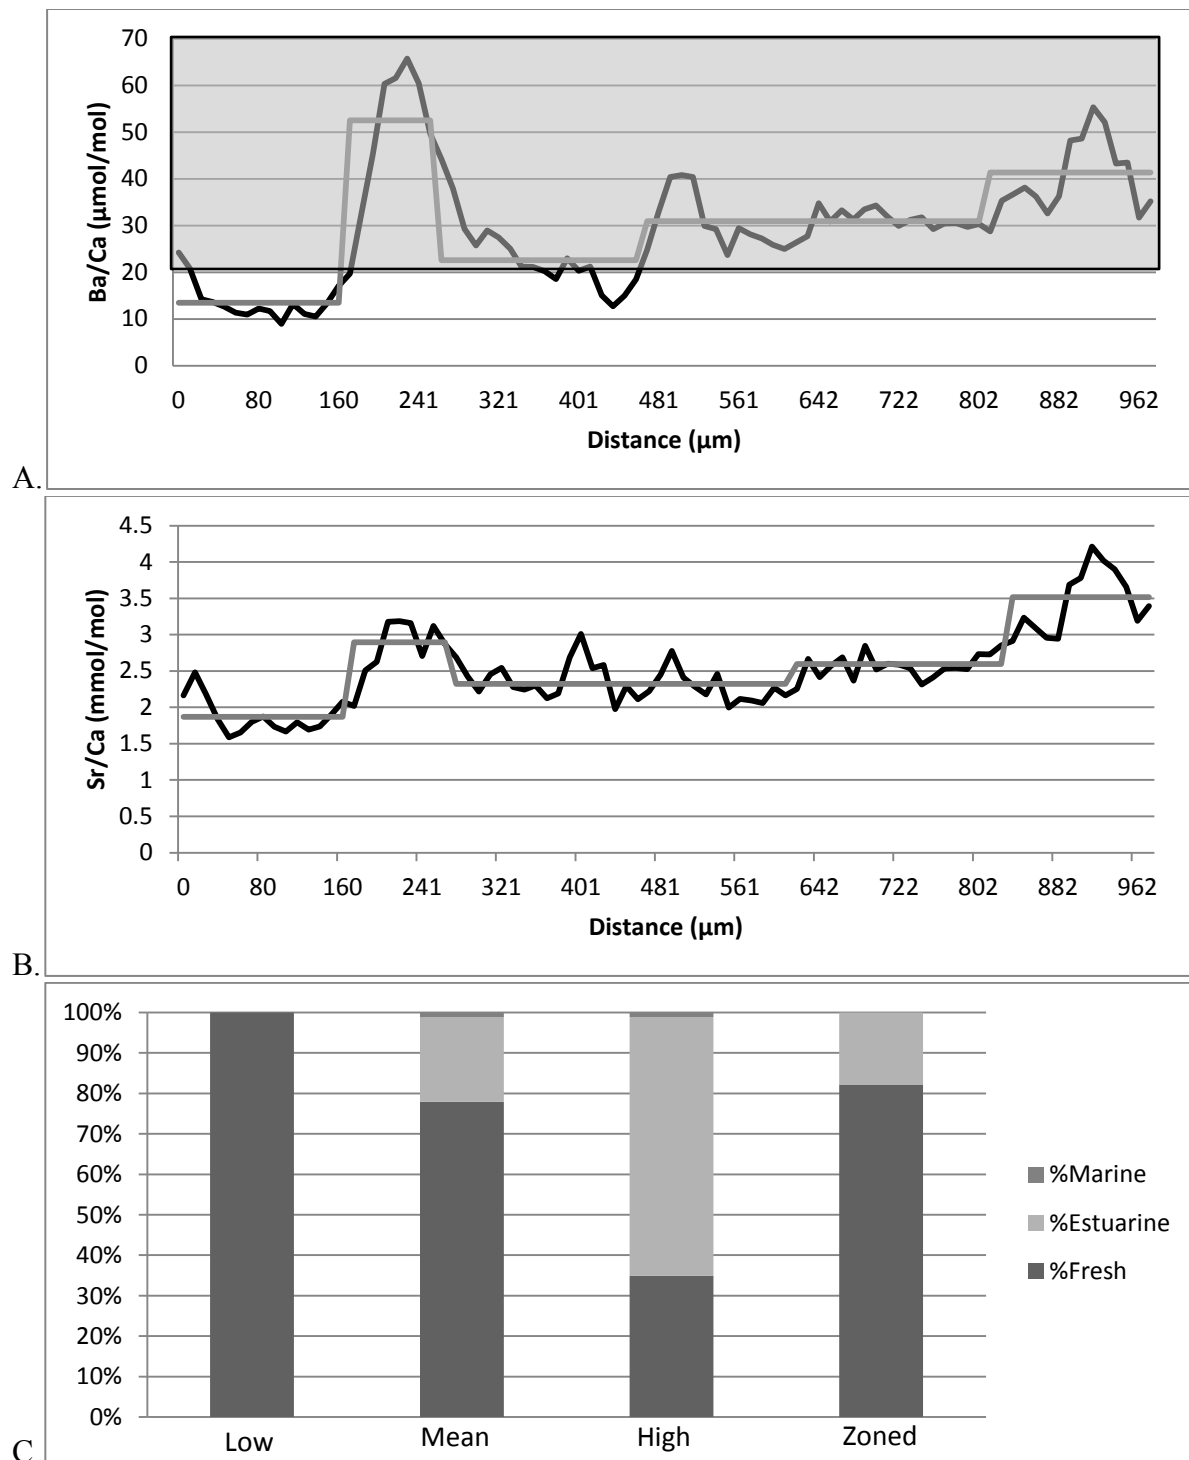 70
60
50
40
30
20
10
0
Ba/Ca (µmol/mol)
0 80 160 241 321 401 481 561 642 722 802 882 962
Distance (µm)
A.
4.5
4
3.5
3
2.5
2
1.5
1
0.5
0
Sr/Ca (mmol/mol)
0 80 160 241 321 401 481 561 642 722 802 882 962
Distance (µm)
B.
100%
90%
80%
70%
60%
50%
40%
30%
20%
10%
0%
Low Mean High Zoned
%Marine
%Estuarine
%Fresh
C